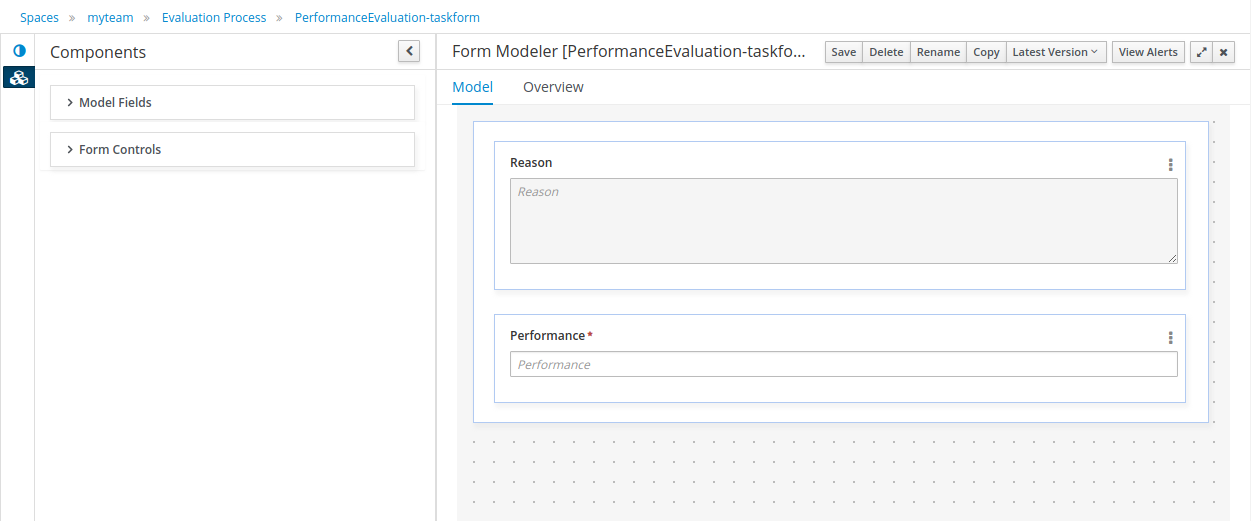 Spaces » myteam » Evaluation Process » PerformanceEvaluation-taskform
Components
Model Fields
Form Controls
Form Modeler [PerformanceEvaluation-taskfo...
Save Delete Rename Copy Latest Version View Alerts
Model Overview
Reason
Reason
Performance*
Performance